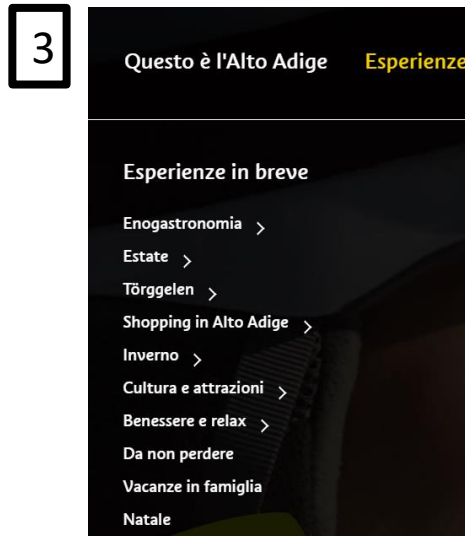 3
Questo è l'Alto Adige Esperienze
Esperienze in breve
Enogastronomia
Estate
Törggelen
Shopping in Alto Adige
Inverno
Cultura e attrazioni
Benessere e relax
Da non perdere
Vacanze in famiglia
Natale